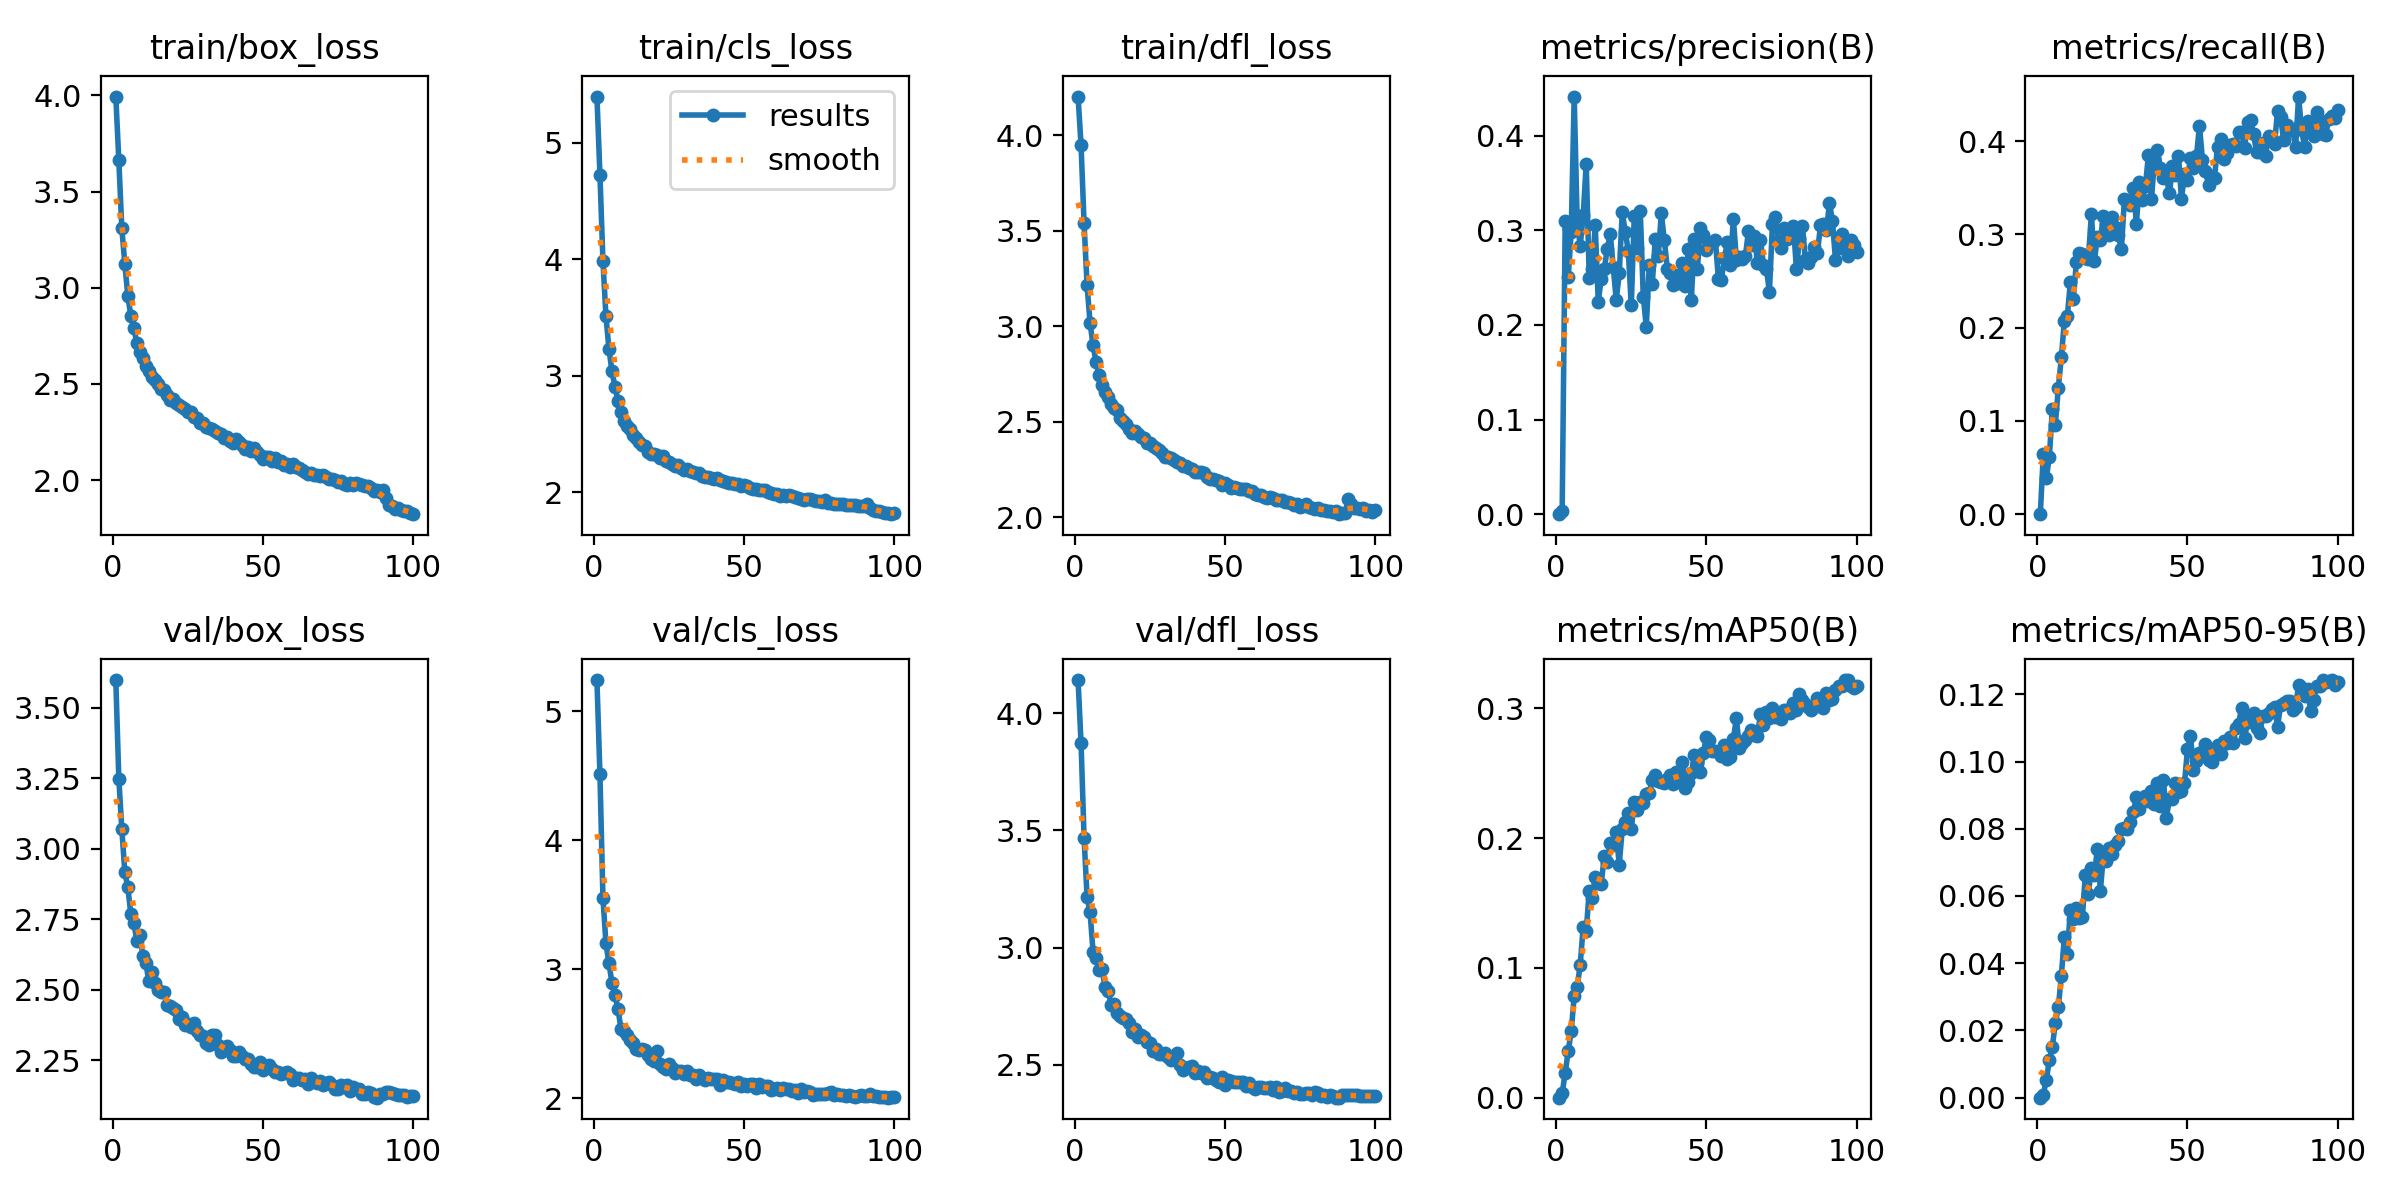 train/box_loss
4.0
3.5
3.0
2.5
2.0
0 50 100
train/cls_loss
results
smooth
5
4
3
2
0 50 100
train/dfl_loss
4.0
3.5
3.0
2.5
2.0
0 50 100
metrics/precision(B)
0.4
0.3
0.2
0.1
0.0
0 50 100
metrics/recall(B)
0.4
0.3
0.2
0.1
0.0
0 50 100
val/box_loss
3.50
3.25
3.00
2.75
2.50
2.25
0 50 100
val/cls_loss
5
4
3
2
0 50 100
val/dfl_loss
4.0
3.5
3.0
2.5
0 50 100
metrics/mAP50(B)
0.3
0.2
0.1
0.0
0 50 100
metrics/mAP50-95(B)
0.12
0.10
0.08
0.06
0.04
0.02
0.00
0 50 100